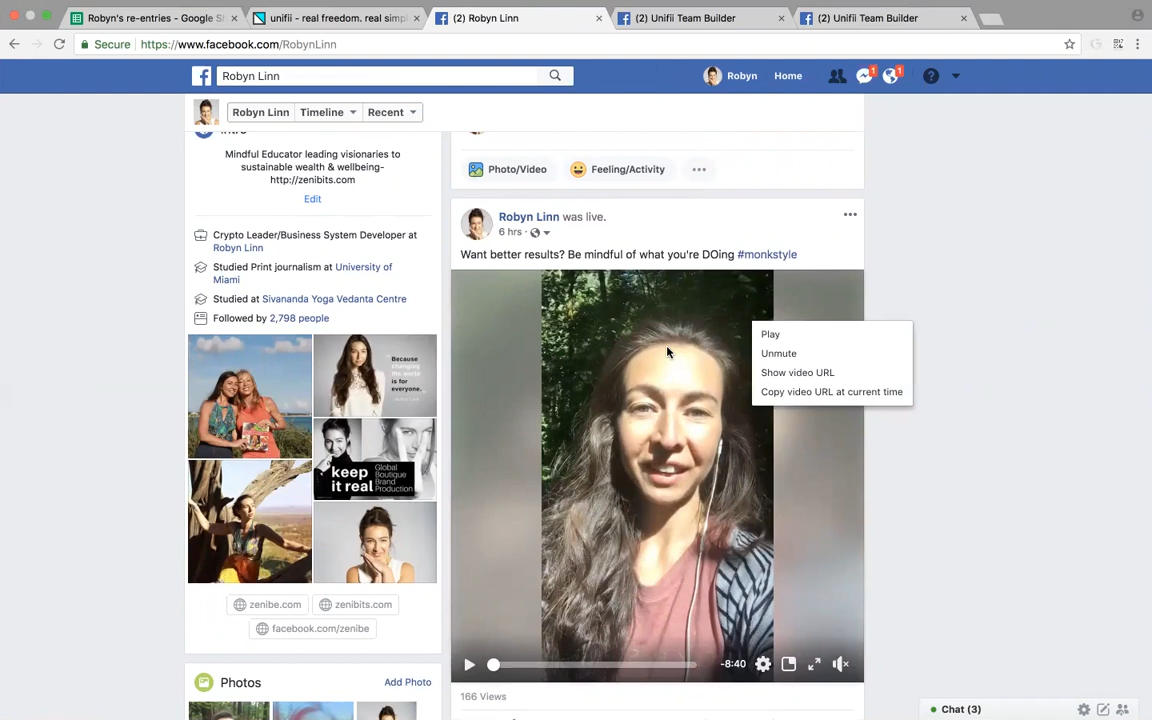 Robyn's re-entries - Google S
unifii - real freedom. real simpl
(2) Robyn Linn
(2) Unifii Team Builder
(2) Unifii Team Builder
Secure
https://www.facebook.com/RobynLinn
Robyn Linn
Robyn
Home
1
1
Robyn Linn
Timeline
Recent
Intro
Mindful Educator leading visionaries to
sustainable wealth & wellbeing-
http://zenibits.com
Edit
Crypto Leader/Business System Developer at
Robyn Linn
Studied Print journalism at University of
Miami
Studied at Sivananda Yoga Vedanta Centre
Followed by 2,798 people
Because
changing
the world
is for
everyone.
keep
it real
Global
Boutique
Brand
Production
zenibe.com
zenibits.com
facebook.com/zenibe
Photos
Add Photo
Photo/Video
Feeling/Activity
Robyn Linn was live.
6 hrs
Want better results? Be mindful of what you're DOing #monkstyle
Play
Unmute
Show video URL
Copy video URL at current time
-8:40
166 Views
Chat (3)